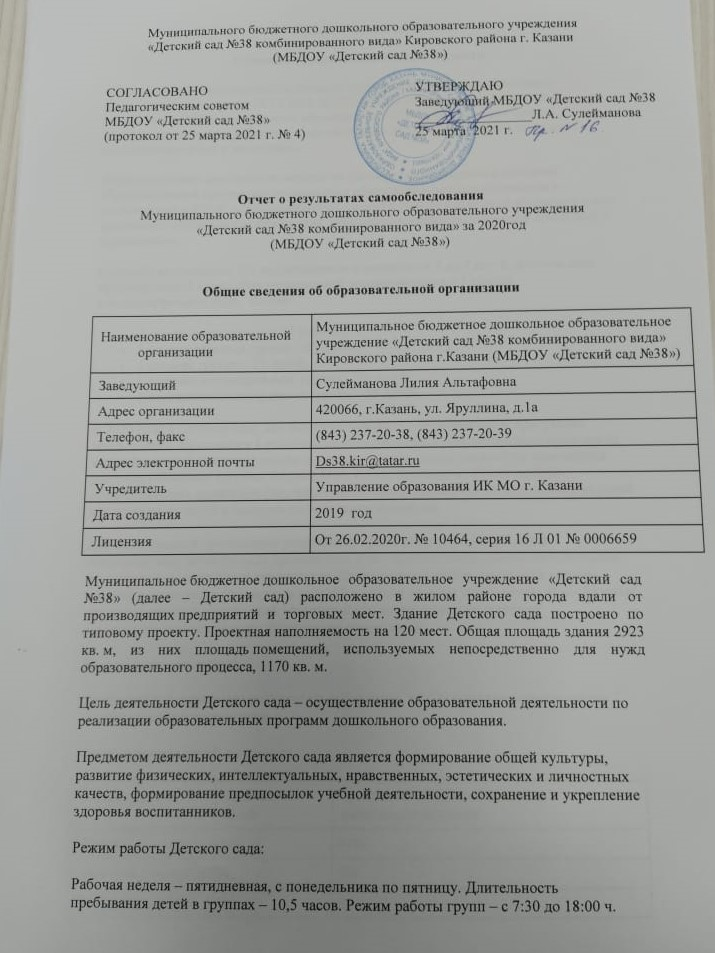 Муниципального бюджетного дошкольного образовательного учреждения
«Детский сад №38 комбинированного вида» Кировского района г. Казани
(МБДОУ «Детский сад №38»)
СОГЛАСОВАНО
Педагогическим советом
МБДОУ «Детский сад №38»
(протокол от 25 марта 2021 г. № 4)
УТВЕРЖДАЮ
Заведующий МБДОУ «Детский сад №38
Л.А. Сулейманова
25 марта 2021 г. Пр. № 16
Отчет о результатах самообследования
Муниципального бюджетного дошкольного образовательного учреждения
«Детский сад №38 комбинированного вида» за 2020год
(МБДОУ «Детский сад №38»)
Общие сведения об образовательной организации
Наименование образовательной
организации
Муниципальное бюджетное дошкольное образовательное
учреждение «Детский сад №38 комбинированного вида»
Кировского района г.Казани (МБДОУ «Детский сад №38»)
Заведующий
Сулейманова Лилия Альтафовна
Адрес организации
420066, г.Казань, ул. Яруллина, д.1а
Телефон, факс
(843) 237-20-38, (843) 237-20-39
Адрес электронной почты
Ds38.kir@tatar.ru
Учредитель
Управление образования ИК МО г. Казани
Дата создания
2019 год
Лицензия
От 26.02.2020г. № 10464, серия 16 Л 01 № 0006659
Муниципальное бюджетное дошкольное образовательное учреждение «Детский сад
№38» (далее – Детский сад) расположено в жилом районе города вдали от
производящих предприятий и торговых мест. Здание Детского сада построено по
типовому проекту. Проектная наполняемость на 120 мест. Общая площадь здания 2923
кв. м, из них площадь помещений, используемых непосредственно для нужд
образовательного процесса, 1170 кв. м.
Цель деятельности Детского сада – осуществление образовательной деятельности по
реализации образовательных программ дошкольного образования.
Предметом деятельности Детского сада является формирование общей культуры,
развитие физических, интеллектуальных, нравственных, эстетических и личностных
качеств, формирование предпосылок учебной деятельности, сохранение и укрепление
здоровья воспитанников.
Режим работы Детского сада:
Рабочая неделя – пятидневная, с понедельника по пятницу. Длительность
пребывания детей в группах – 10,5 часов. Режим работы групп – с 7:30 до 18:00 ч.